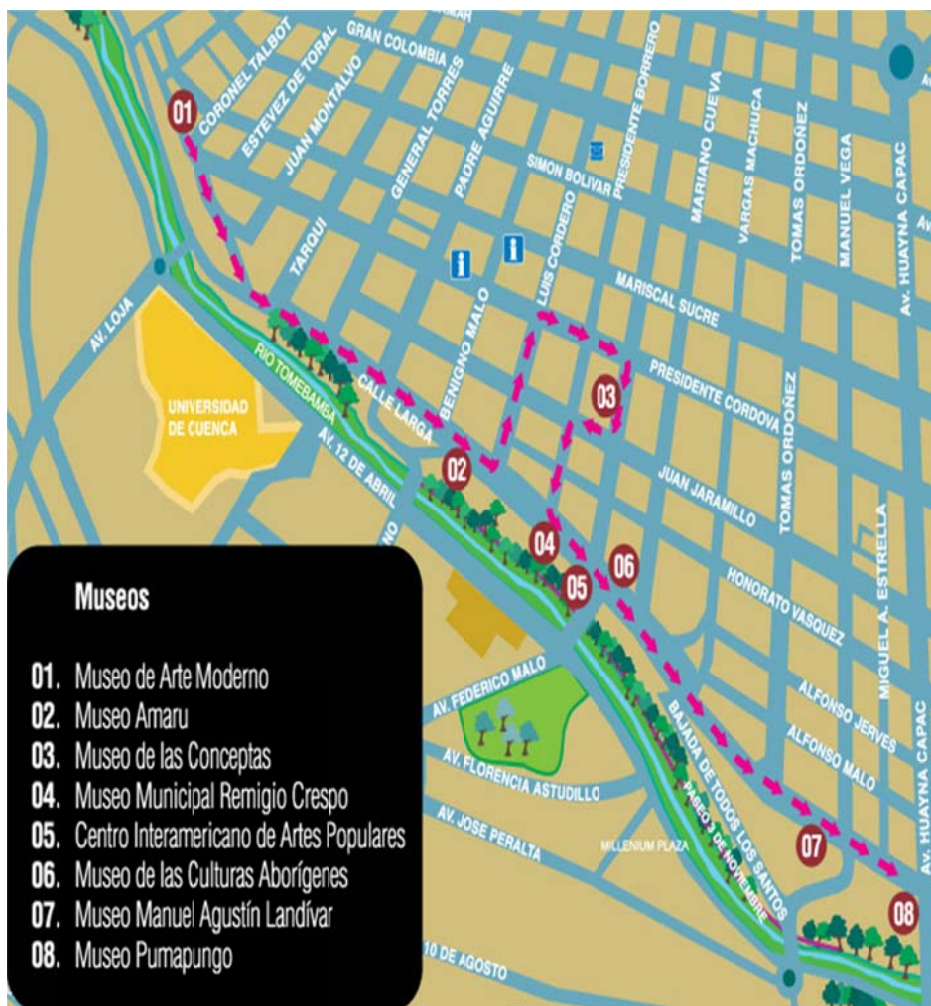 GRAN COLOMBIA
CORONEL TALBOT
ESTEVEZ DE TORAL
JUAN MONTALVO
GENERAL TORRES
PADRE AGUIRRE
SIMON BOLIVAR
PRESIDENTE BORRERO
MARIANO CUEVA
VARGAS MACHUCA
TOMAS ORDOÑEZ
MANUEL VEGA
AV. HUAYNA CAPAC
01
TARQUI
LUIS CORDERO
MARISCAL SUCRE
AV. LOJA
BENIGNO MALO
PRESIDENTE CORDOVA
RIO TOMEBAMBA
CALLE LARGA
03
UNIVERSIDAD
DE CUENCA
AV. 12 DE ABRIL
02
JUAN JARAMILLO
TOMAS ORDOÑEZ
MIGUEL A. ESTRELLA
04
05
06
HONORATO VASQUEZ
AV. FEDERICO MALO
ALFONSO JERVES
ALFONSO MALO
AV. HUAYNA CAPAC
BAJADA DE TODOS LOS SANTOS
AV. FLORENCIA ASTUDILLO
PASEO 3 DE NOVIEMBRE
AV. JOSE PERALTA
MILLENIUM PLAZA
07
08
10 DE AGOSTO
Museos
01. Museo de Arte Moderno
02. Museo Amaru
03. Museo de las Conceptas
04. Museo Municipal Remigio Crespo
05. Centro Interamericano de Artes Populares
06. Museo de las Culturas Aborígenes
07. Museo Manuel Agustín Landívar
08. Museo Pumapungo